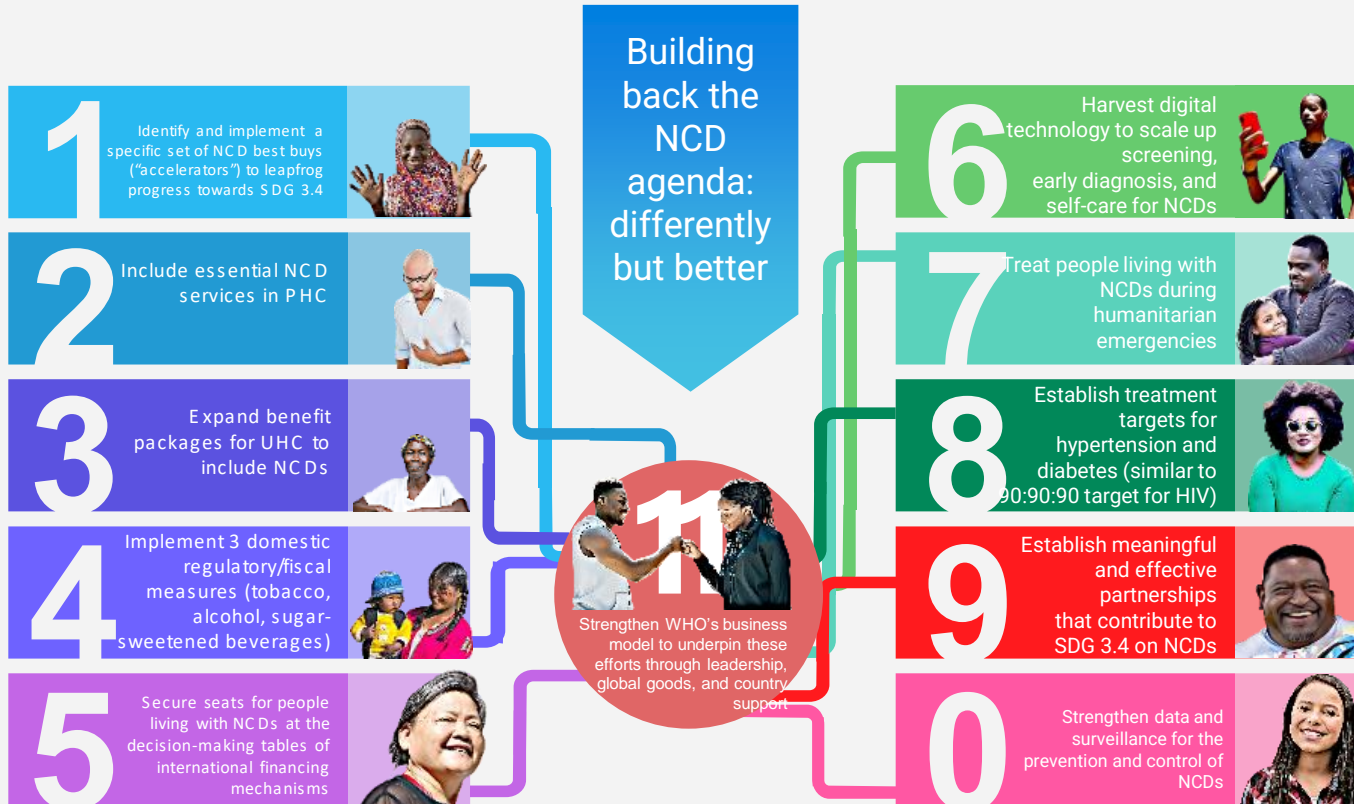 Building
back the
NCD
agenda:
differently
but better
1
Identify and implement a
specific set of NCD best buys
(“accelerators”) to leapfrog
progress towards SDG 3.4
2
Include essential NCD
services in PHC
3
Expand benefit
packages for UHC to
include NCDs
4
Implement 3 domestic
regulatory/fiscal
measures (tobacco,
alcohol, sugar-
sweetened beverages)
5
Secure seats for people
living with NCDs at the
decision-making tables of
international financing
mechanisms
6
Harvest digital
technology to scale up
screening,
early diagnosis, and
self-care for NCDs
7
Treat people living with
NCDs during
humanitarian
emergencies
8
Establish treatment
targets for
hypertension and
diabetes (similar to
90:90:90 target for HIV)
9
Establish meaningful
and effective
partnerships
that contribute to
SDG 3.4 on NCDs
0
Strengthen data and
surveillance for the
prevention and control of
NCDs
11
Strengthen WHO's business
model to underpin these
efforts through leadership,
global goods, and country
support